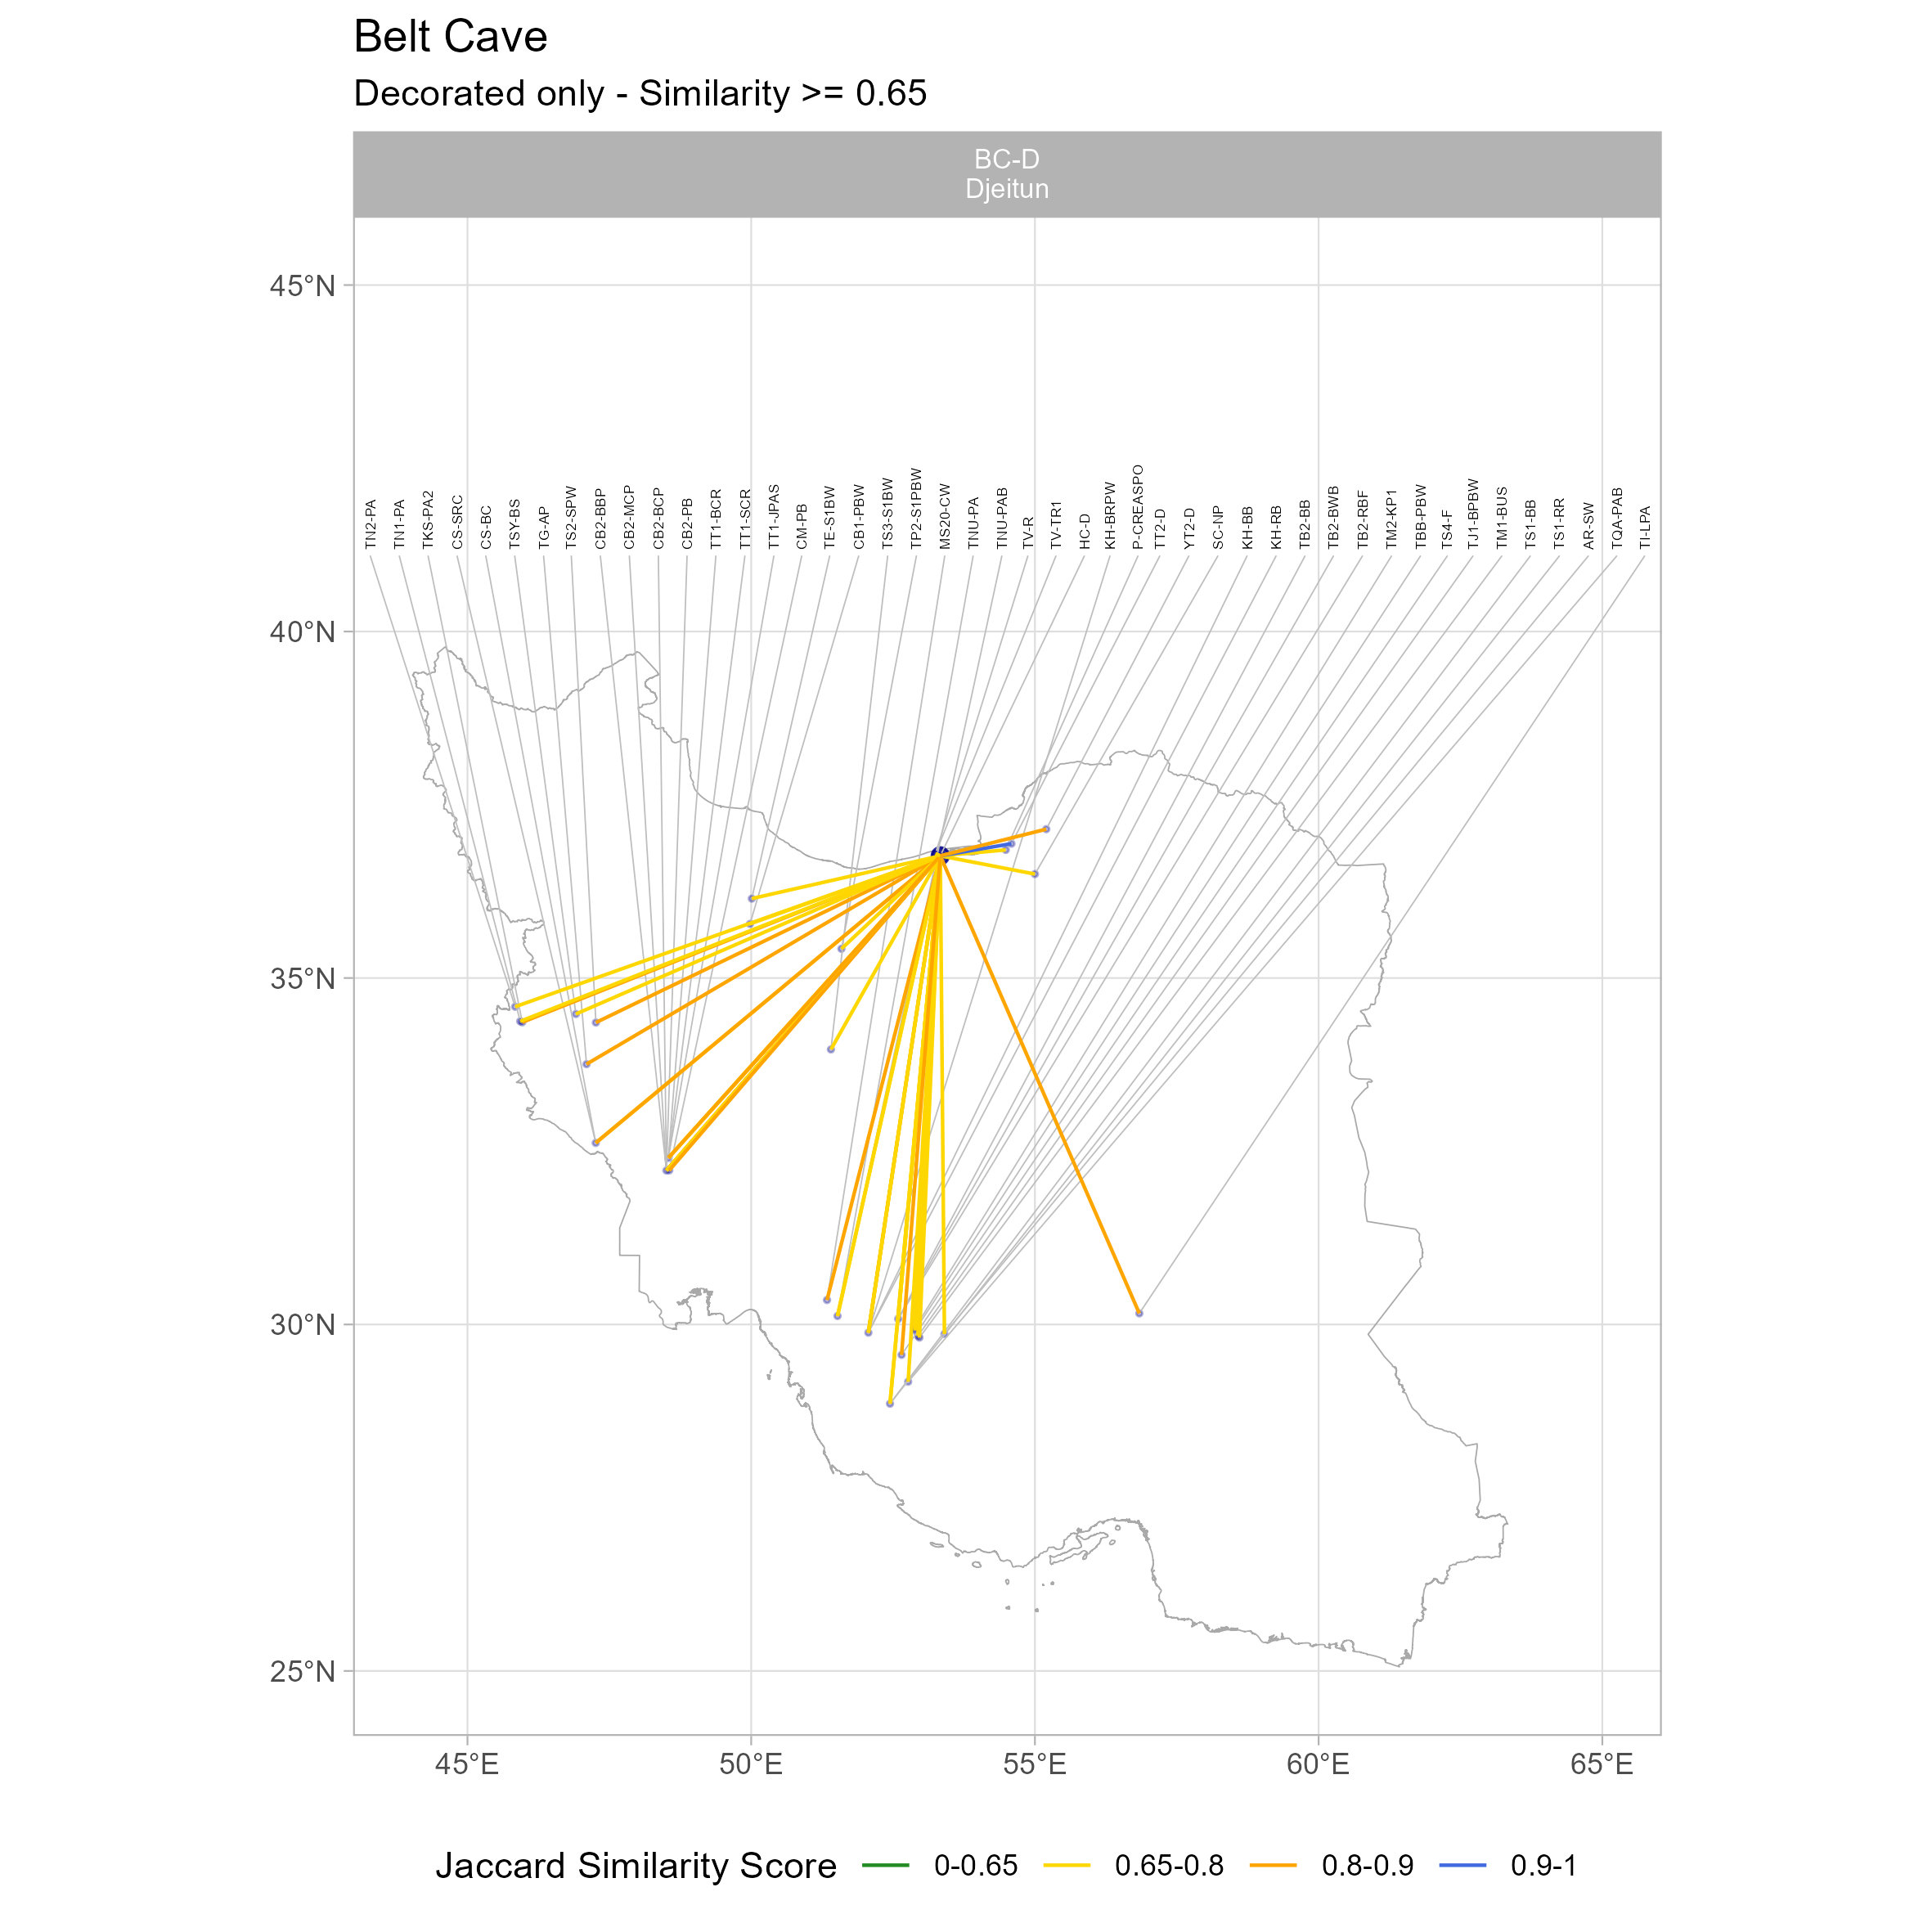 Belt Cave
Decorated only - Similarity >= 0.65
BC-D
Djeitun
45°N
40°N
35°N
30°N
25°N
TN2-PA
TN1-PA
TKS-PA2
CS-SRC
CS-BC
TSY-BS
TG-AP
TS2-SPW
CB2-BBP
CB2-MCP
CB2-BCP
CB2-PB
TT1-BCR
TT1-SCR
TT1-JPAS
CM-PB
TE-S1BW
CB1-PBW
TS3-S1BW
TP2-S1PBW
MS20-CW
TNU-PA
TNU-PAB
TV-R
TV-TR1
HC-D
KH-BRPW
P-CREASPO
TT2-D
YT2-D
SC-NP
KH-BB
KH-RB
TB2-BB
TB2-BWB
TB2-RBF
TM2-KP1
TBB-PBW
TS4-F
TJ1-BPBW
TM1-BUS
TS1-BB
TS1-RR
AR-SW
TQA-PAB
TI-LPA
45°E
50°E
55°E
60°E
65°E
Jaccard Similarity Score 0-0.65 0.65-0.8 0.8-0.9 0.9-1